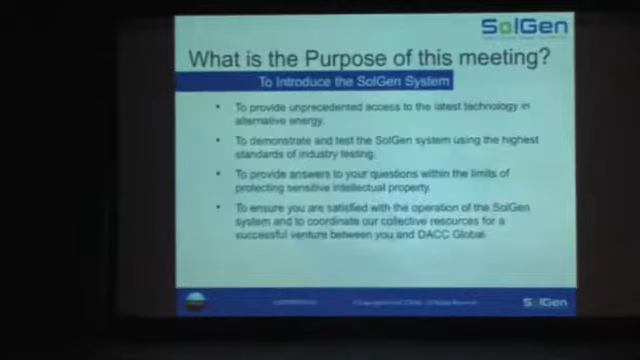 SolGen
What is the Purpose of this meeting?
To Introduce the SolGen System
• To provide unprecedented access to the latest technology in
alternative energy.
• To demonstrate and test the SolGen system using the highest
standards of industry testing.
• To provide answers to your questions within the limits of
protecting sensitive intellectual property.
• To ensure you are satisfied with the operation of the SolGen
system and to coordinate our collective resources for a
successful venture between you and DACC Global.
SolGen